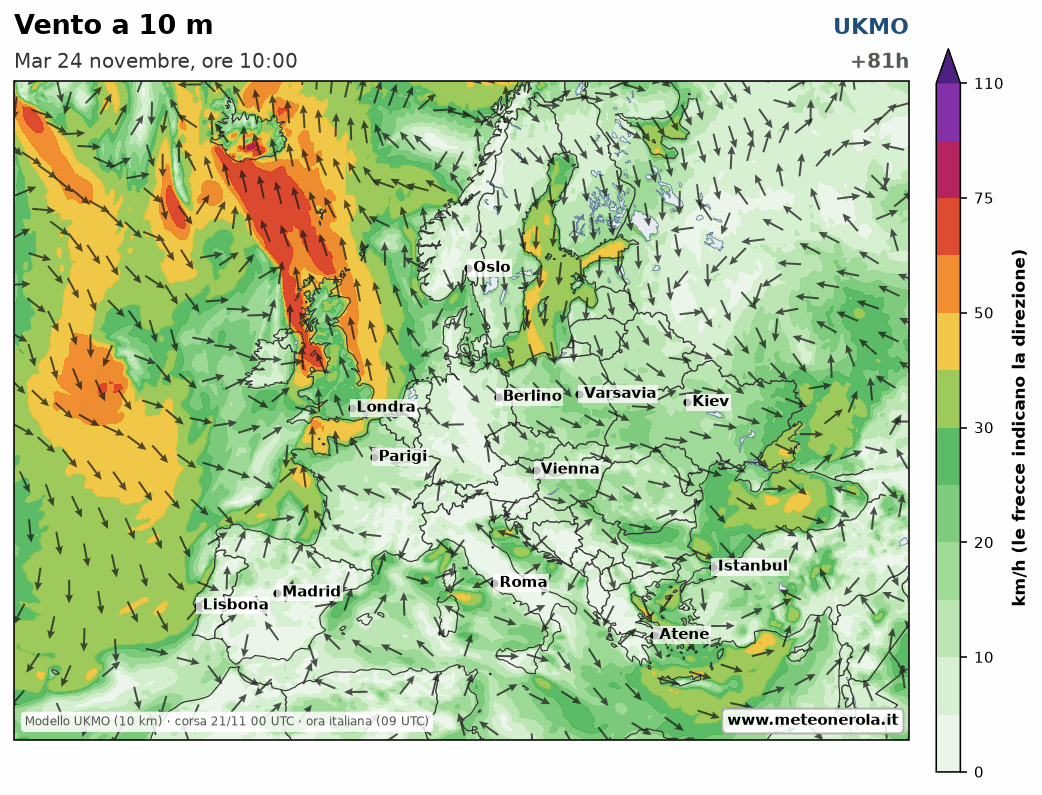 Vento a 10 m
UKMO
Mar 24 novembre, ore 10:00
+81h
110
75
50
30
20
10
0
km/h (le frecce indicano la direzione)
Oslo
Berlino
Varsavia
Kiev
Londra
Parigi
Vienna
Istanbul
Roma
Madrid
Lisbona
Atene
Modello UKMO (10 km) · corsa 21/11 00 UTC · ora italiana (09 UTC)
www.meteonerola.it